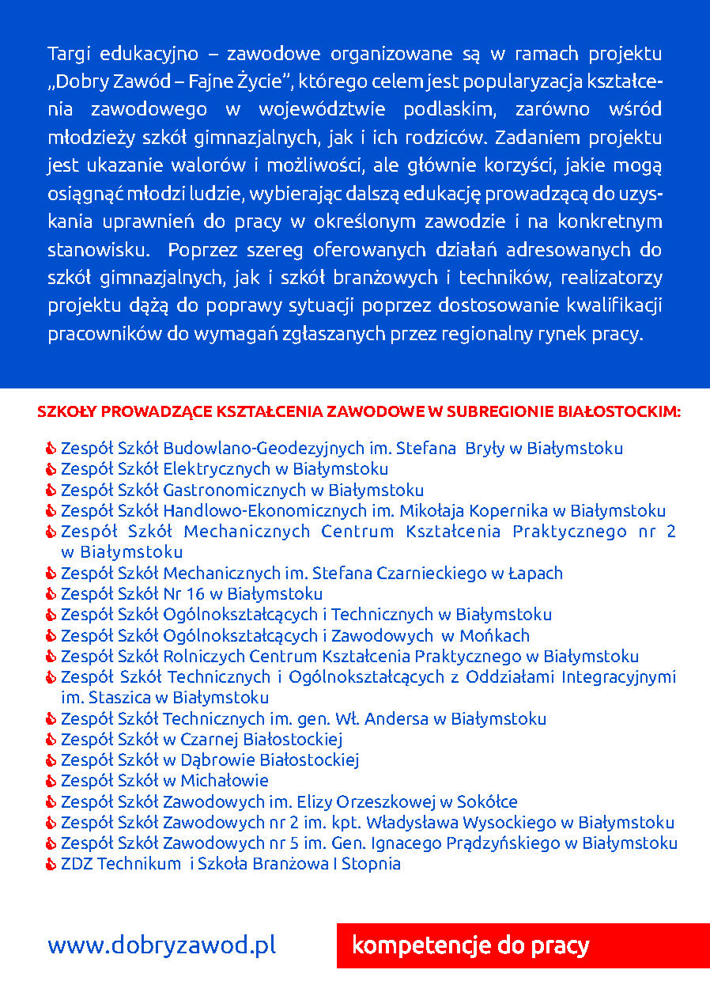 Targi edukacyjno – zawodowe organizowane są w ramach projektu
„Dobry Zawód – Fajne Życie”, którego celem jest popularyzacja kształce-
nia zawodowego w województwie podlaskim, zarówno wśród
młodzieży szkół gimnazjalnych, jak i ich rodziców. Zadaniem projektu
jest ukazanie walorów i możliwości, ale głównie korzyści, jakie mogą
osiągnąć młodzi ludzie, wybierając dalszą edukację prowadzącą do uzys-
kania uprawnień do pracy w określonym zawodzie i na konkretnym
stanowisku. Poprzez szereg oferowanych działań adresowanych do
szkół gimnazjalnych, jak i szkół branżowych i techników, realizatorzy
projektu dążą do poprawy sytuacji poprzez dostosowanie kwalifikacji
pracowników do wymagań zgłaszanych przez regionalny rynek pracy.
SZKOŁY PROWADZĄCE KSZTAŁCENIA ZAWODOWE W SUBREGIONIE BIAŁOSTOCKIM:
Zespół Szkół Budowlano-Geodezyjnych im. Stefana Bryły w Białymstoku
Zespół Szkół Elektrycznych w Białymstoku
Zespół Szkół Gastronomicznych w Białymstoku
Zespół Szkół Handlowo-Ekonomicznych im. Mikołaja Kopernika w Białymstoku
Zespół Szkół Mechanicznych Centrum Kształcenia Praktycznego nr 2
w Białymstoku
Zespół Szkół Mechanicznych im. Stefana Czarnieckiego w Łapach
Zespół Szkół Nr 16 w Białymstoku
Zespół Szkół Ogólnokształcących i Technicznych w Białymstoku
Zespół Szkół Ogólnokształcących i Zawodowych w Mońkach
Zespół Szkół Rolniczych Centrum Kształcenia Praktycznego w Białymstoku
Zespół Szkół Technicznych i Ogólnokształcących z Oddziałami Integracyjnymi
im. Staszica w Białymstoku
Zespół Szkół Technicznych im. gen. Wł. Andersa w Białymstoku
Zespół Szkół w Czarnej Białostockiej
Zespół Szkół w Dąbrowie Białostockiej
Zespół Szkół w Michałowie
Zespół Szkół Zawodowych im. Elizy Orzeszkowej w Sokółce
Zespół Szkół Zawodowych nr 2 im. kpt. Władysława Wysockiego w Białymstoku
Zespół Szkół Zawodowych nr 5 im. Gen. Ignacego Prądzyńskiego w Białymstoku
ZDZ Technikum i Szkoła Branżowa I Stopnia
www.dobryzawod.pl
kompetencje do pracy